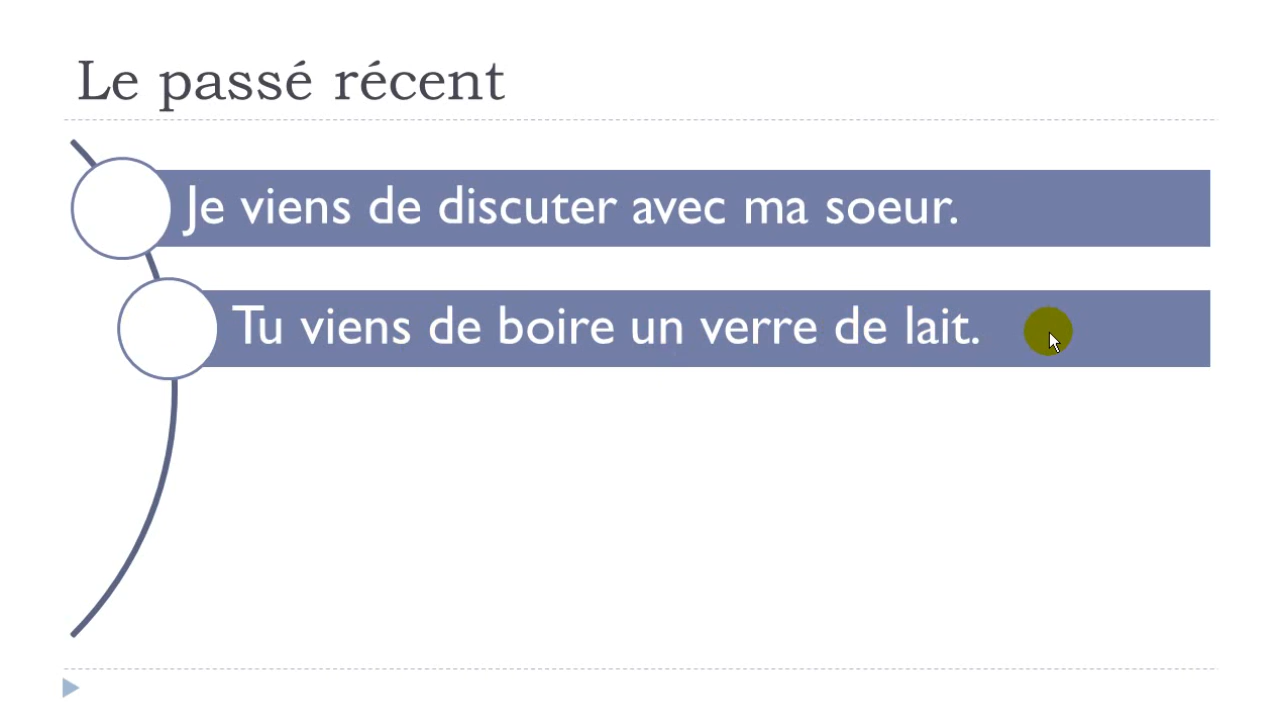 Le passé récent
Je viens de discuter avec ma soeur.
Tu viens de boire un verre de lait.